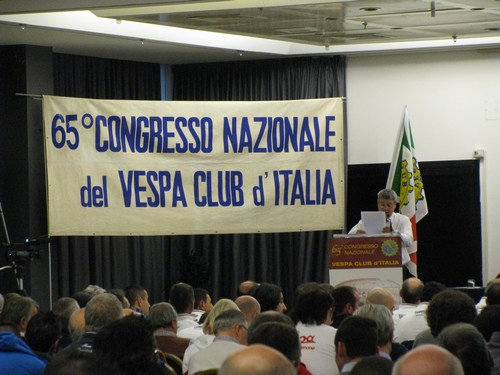 65° CONGRESSO NAZIONALE
del VESPA CLUB d'ITALIA
65° CONGRESSO
NAZIONALE
VESPA CLUB d'ITALIA